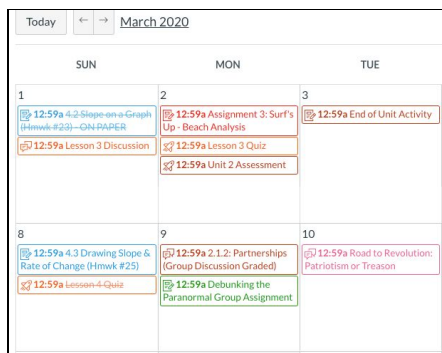 Today ← → March 2020
SUN MON TUE
1 2 3
12:59a 4.2 Slope on a Graph
(Hmwk #23) - ON PAPER
12:59a Lesson 3 Discussion
12:59a Assignment 3: Surf's
Up - Beach Analysis
12:59a Lesson 3 Quiz
12:59a Unit 2 Assessment
12:59a End of Unit Activity
8 9 10
12:59a 4.3 Drawing Slope &
Rate of Change (Hmwk #25)
12:59a Lesson 4 Quiz
12:59a 2.1.2: Partnerships
(Group Discussion Graded)
12:59a Debunking the
Paranormal Group Assignment
12:59a Road to Revolution:
Patriotism or Treason